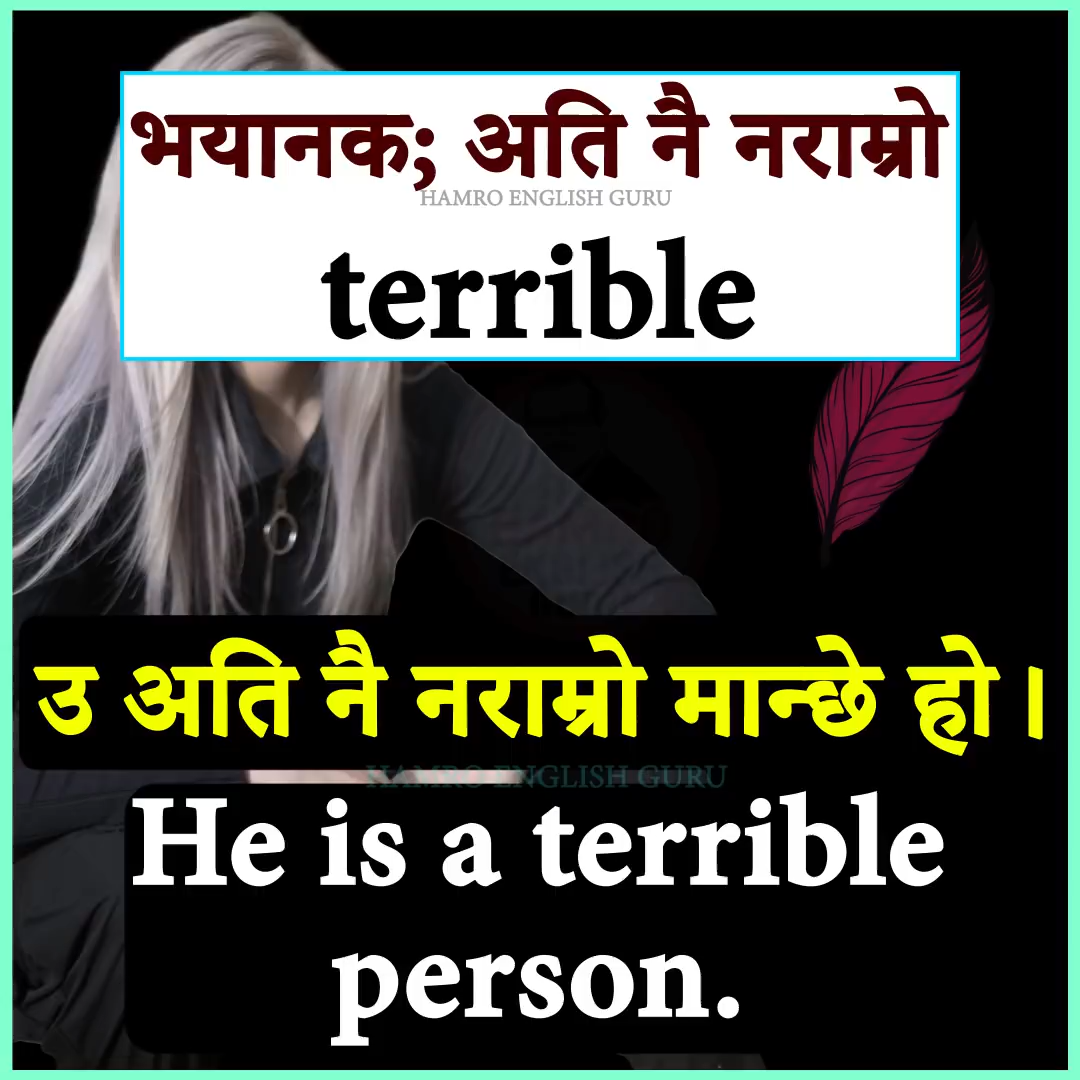 भयानक; अति नै नराम्रो
HAMRO ENGLISH GURU
terrible
उ अति नै नराम्रो मान्छे हो।
HAMRO ENGLISH GURU
He is a terrible
person.